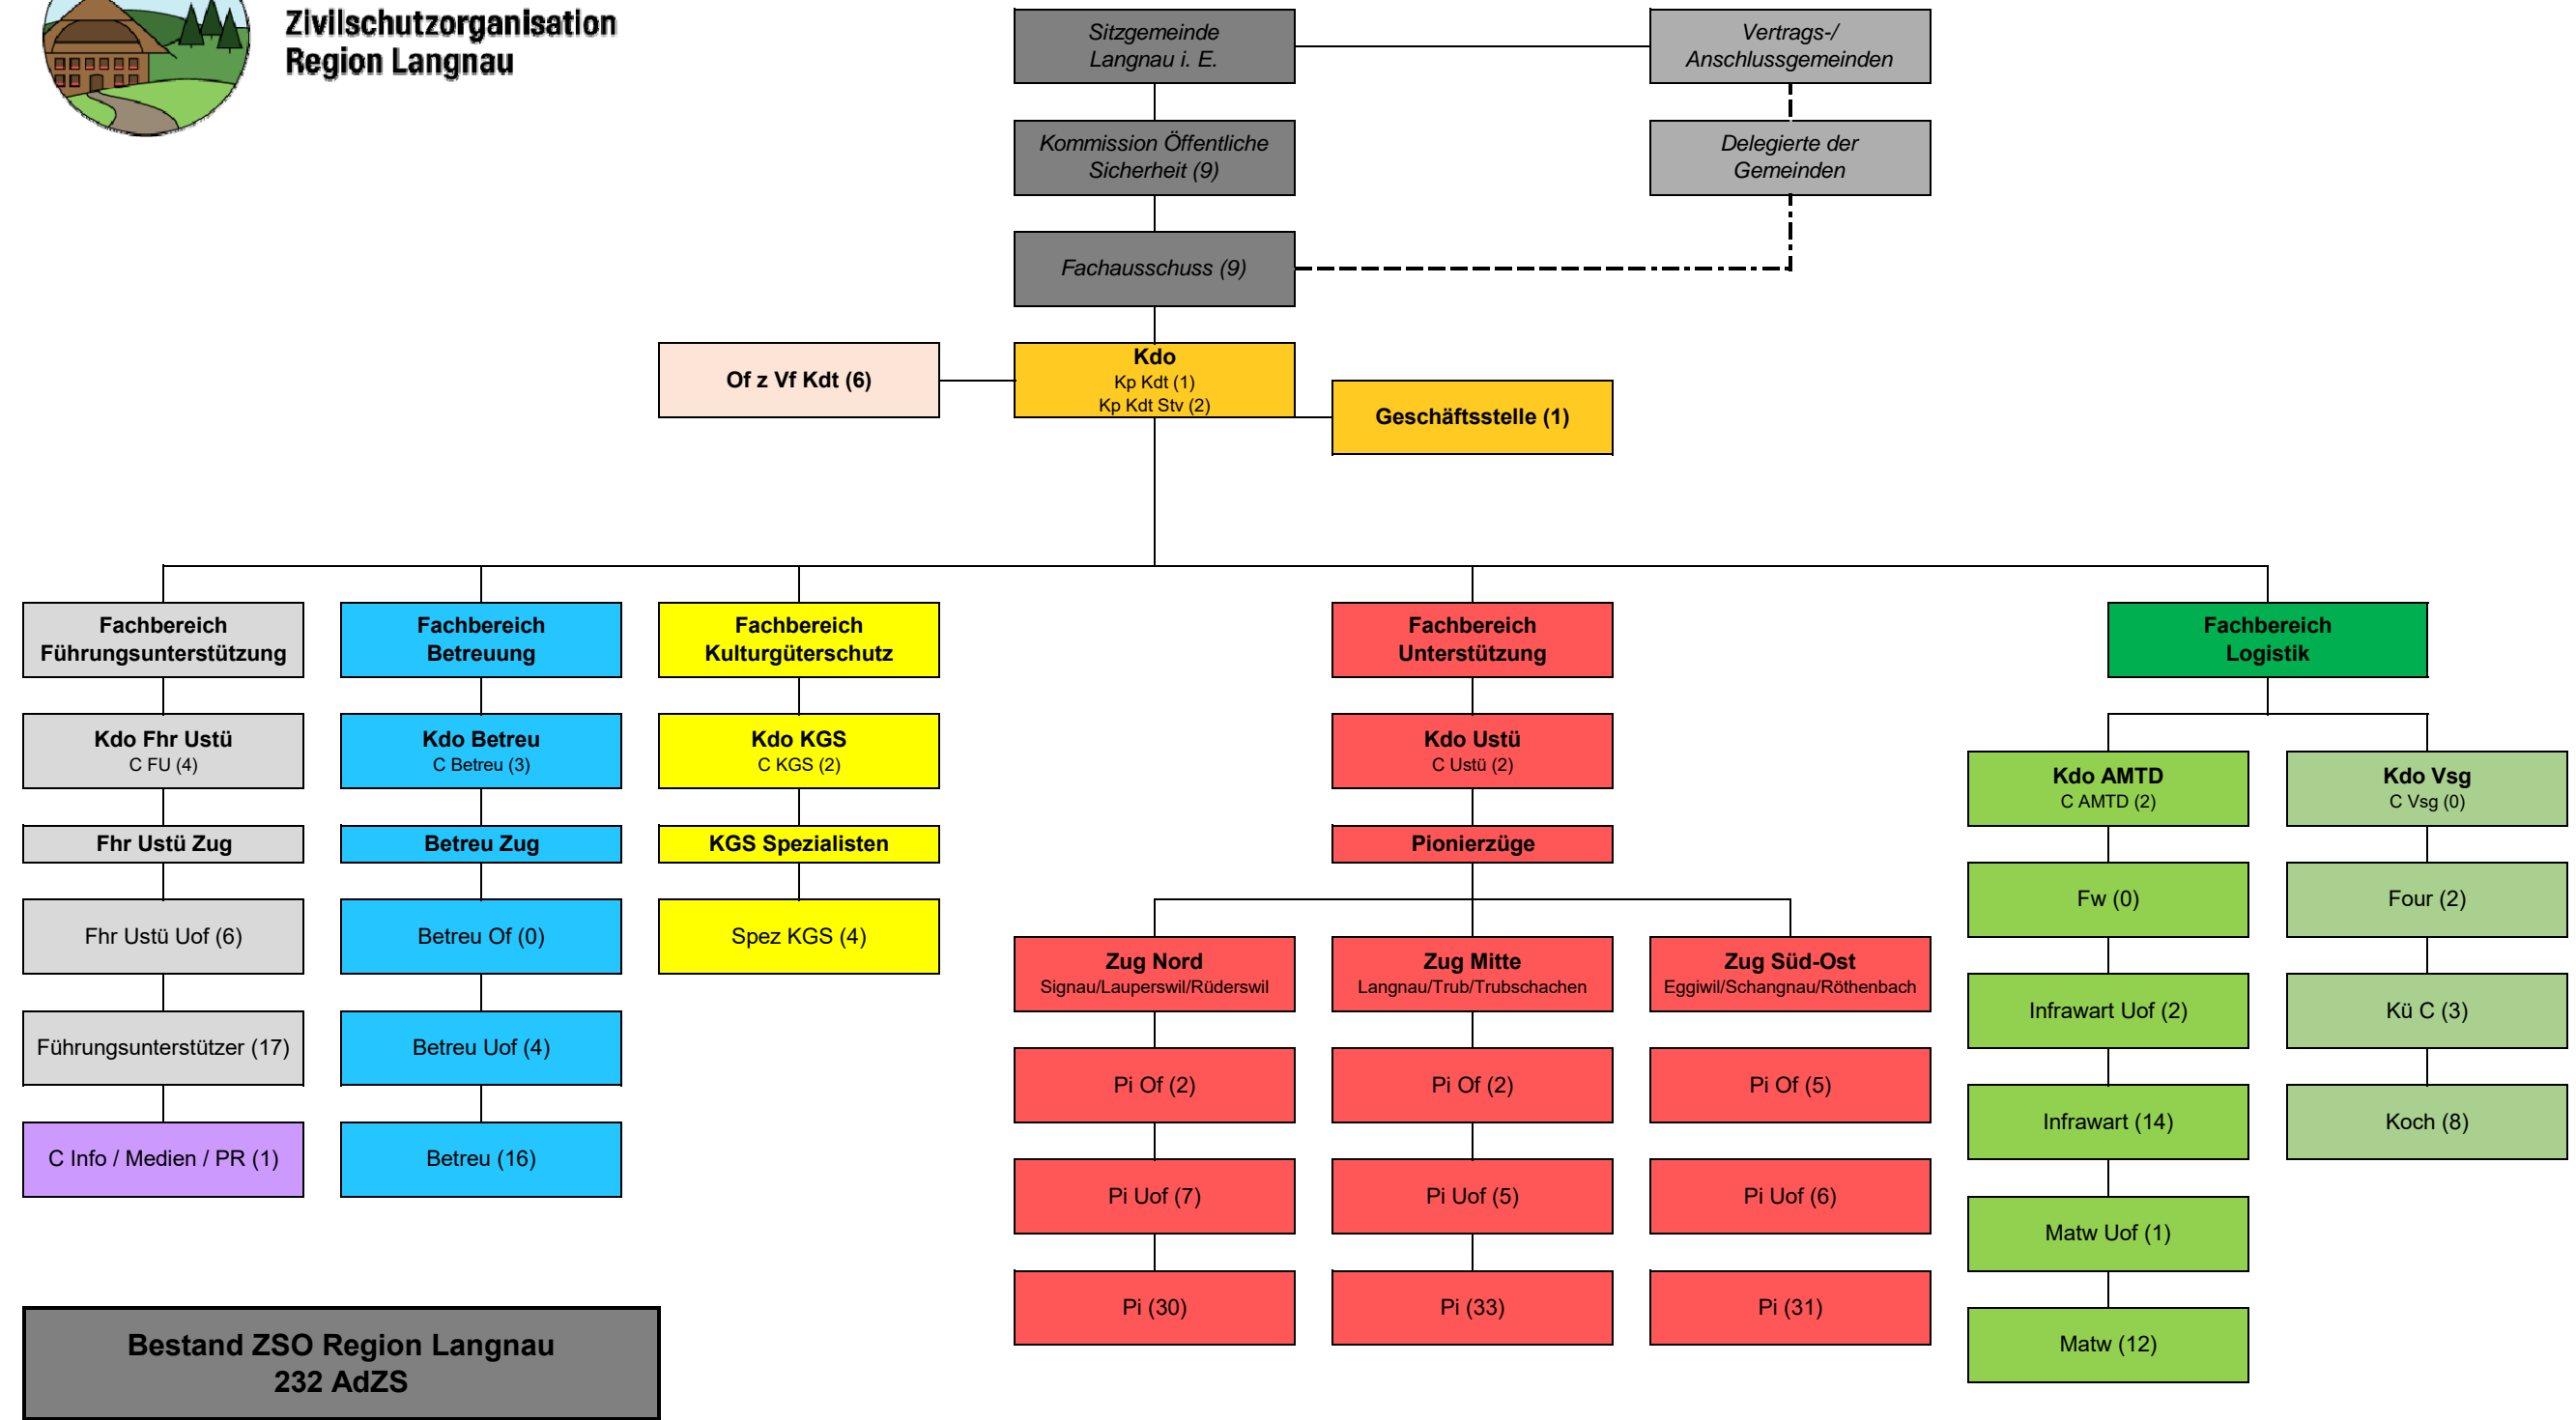 Zivilschutzorganisation
Region Langnau
Sitzgemeinde
Langnau i. E.
Vertrags-/
Anschlussgemeinden
Kommission Öffentliche
Sicherheit (9)
Delegierte der
Gemeinden
Fachausschuss (9)
Of z Vf Kdt (6)
Kdo
Kp Kdt (1)
Kp Kdt Stv (2)
Geschäftsstelle (1)
Fachbereich
Führungsunterstützung
Kdo Fhr Ustü
C FU (4)
Fhr Ustü Zug
Fhr Ustü Uof (6)
Führungsunterstützer (17)
C Info / Medien / PR (1)
Fachbereich
Betreuung
Kdo Betreu
C Betreu (3)
Betreu Zug
Betreu Of (0)
Betreu Uof (4)
Betreu (16)
Fachbereich
Kulturgüterschutz
Kdo KGS
C KGS (2)
KGS Spezialisten
Spez KGS (4)
Fachbereich
Unterstützung
Kdo Ustü
C Ustü (2)
Pionierzüge
Zug Nord
Signau/Lauperswil/Rüderswil
Pi Of (2)
Pi Uof (7)
Pi (30)
Zug Mitte
Langnau/Trub/Trubschachen
Pi Of (2)
Pi Uof (5)
Pi (33)
Zug Süd-Ost
Eggiwil/Schangnau/Röthenbach
Pi Of (5)
Pi Uof (6)
Pi (31)
Fachbereich
Logistik
Kdo AMTD
C AMTD (2)
Fw (0)
Infrawart Uof (2)
Infrawart (14)
Matw Uof (1)
Matw (12)
Kdo Vsg
C Vsg (0)
Four (2)
Kü C (3)
Koch (8)
Bestand ZSO Region Langnau
232 AdZS